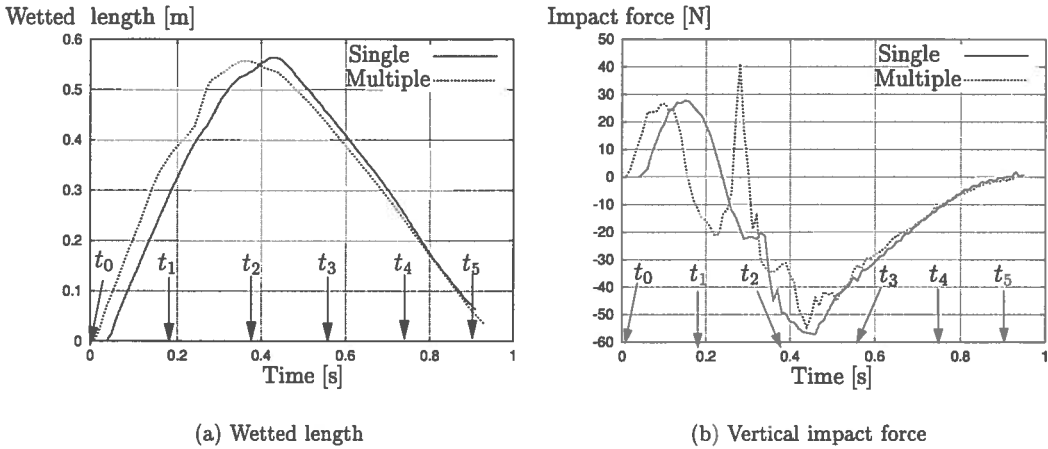 Wetted length [m]
0.6
0.5
0.4
0.3
0.2
0.1
0
Single
Multiple
t0 t1 t2 t3 t4 t5
0 0.2 0.4 0.6 0.8 1
Time [s]
(a) Wetted length
Impact force [N]
50
40
30
20
10
0
-10
-20
-30
-40
-50
-60
Single
Multiple
t0 t1 t2 t3 t4 t5
0 0.2 0.4 0.6 0.8 1
Time [s]
(b) Vertical impact force